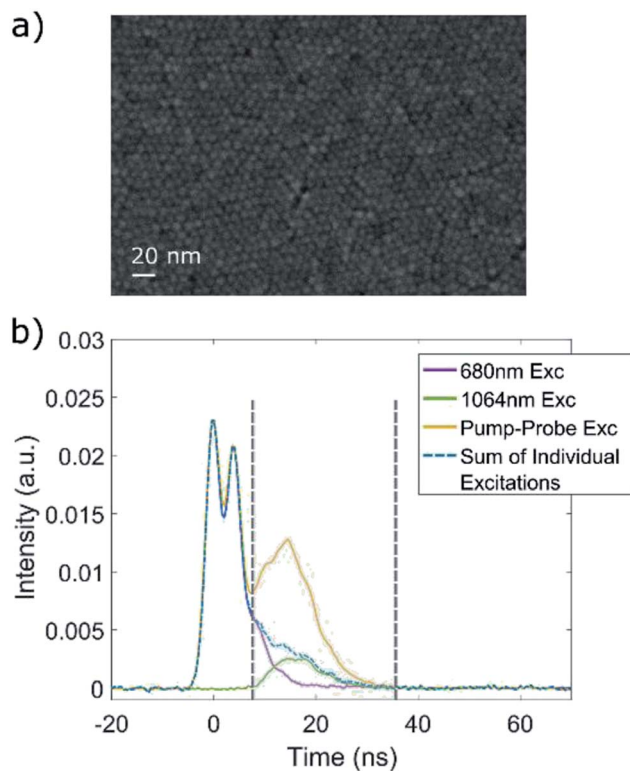 a)
20 nm
b)
0.03
0.025
0.02
0.015
0.01
0.005
0
Intensity (a.u.)
680nm Exc
1064nm Exc
Pump-Probe Exc
Sum of Individual
Excitations
-20 0 20 40 60
Time (ns)